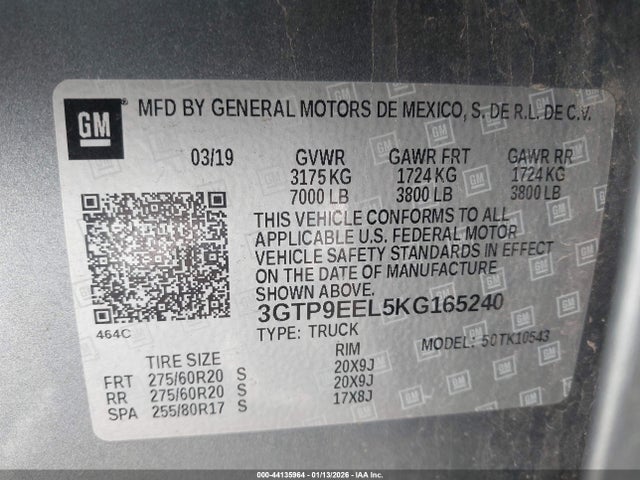 GM
MFD BY GENERAL MOTORS DE MEXICO, S. DE R.L. DE C.V.
03/19 GVWR GAWR FRT GAWR RR
3175 KG 1724 KG 1724 KG
7000 LB 3800 LB 3800 LB
THIS VEHICLE CONFORMS TO ALL
APPLICABLE U.S. FEDERAL MOTOR
VEHICLE SAFETY STANDARDS IN EFFECT
ON THE DATE OF MANUFACTURE
3GTP9EEL5KG165240
464C
TYPE: TRUCK MODEL: 50TK10543
TIRE SIZE RIM
FRT 275/60R20 S 20X9J
RR 275/60R20 S 20X9J
SPA 255/80R17 S 17X8J
000-44135964 | 01/13/2026 | IAA Inc.